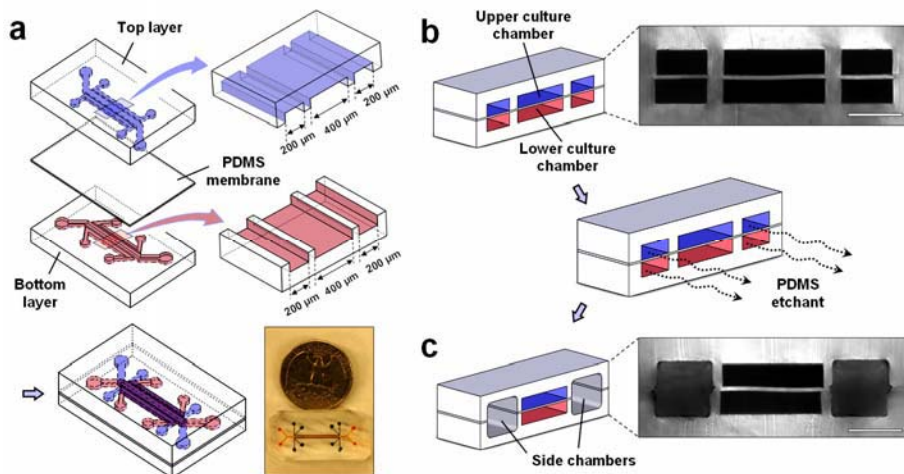 a
Top layer
200 µm
400 µm
200 µm
PDMS
membrane
Bottom
layer
200 µm
400 µm
200 µm
b
Upper culture
chamber
Lower culture
chamber
PDMS
etchant
c
Side chambers